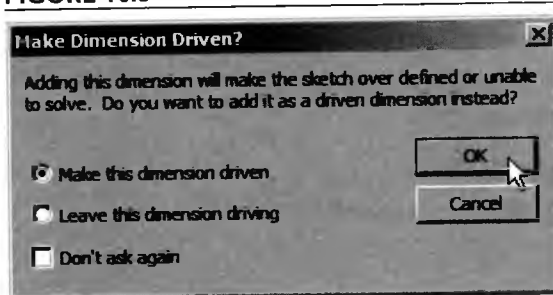 Make Dimension Driven?
Adding this dimension will make the sketch over defined or unable
to solve. Do you want to add it as a driven dimension instead?
Make this dimension driven
OK
Leave this dimension driving
Cancel
Don't ask again